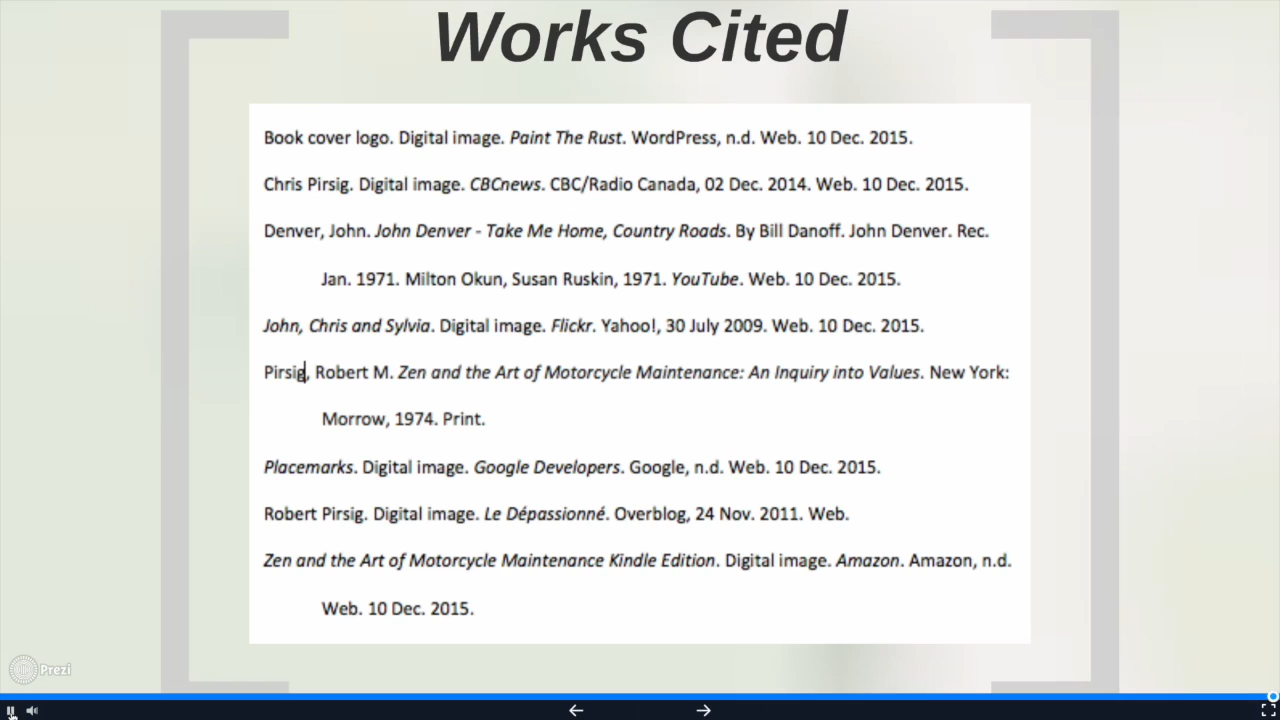 Works Cited
Book cover logo. Digital image. Paint The Rust. WordPress, n.d. Web. 10 Dec. 2015.
Chris Pirsig. Digital image. CBCnews. CBC/Radio Canada, 02 Dec. 2014. Web. 10 Dec. 2015.
Denver, John. John Denver - Take Me Home, Country Roads. By Bill Danoff. John Denver. Rec.
Jan. 1971. Milton Okun, Susan Ruskin, 1971. YouTube. Web. 10 Dec. 2015.
John, Chris and Sylvia. Digital image. Flickr. Yahoo!, 30 July 2009. Web. 10 Dec. 2015.
Pirsig, Robert M. Zen and the Art of Motorcycle Maintenance: An Inquiry into Values. New York:
Morrow, 1974. Print.
Placemarks. Digital image. Google Developers. Google, n.d. Web. 10 Dec. 2015.
Robert Pirsig. Digital image. Le Dépassionné. Overblog, 24 Nov. 2011. Web.
Zen and the Art of Motorcycle Maintenance Kindle Edition. Digital image. Amazon. Amazon, n.d.
Web. 10 Dec. 2015.
Prezi